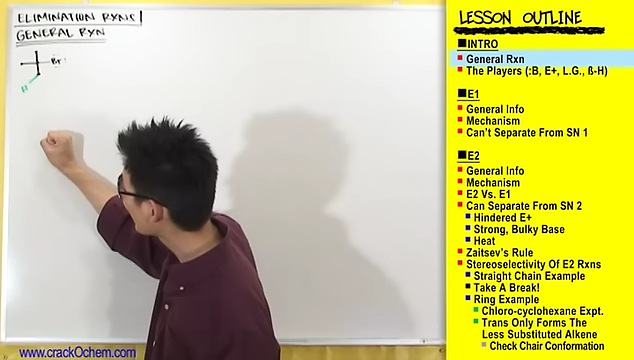 ELIMINATION RXNS
GENERAL RXN
Br:
H
www.crackOchem.com
LESSON OUTLINE
INTRO
General Rxn
The Players (:B, E+, L.G., ß-H)
E1
General Info
Mechanism
Can't Separate From SN 1
E2
General Info
Mechanism
E2 Vs. E1
Can Separate From SN 2
Hindered E+
Strong, Bulky Base
Heat
Zaitsev's Rule
Stereoselectivity Of E2 Rxns
Straight Chain Example
Take A Break!
Ring Example
Chloro-cyclohexane Expt.
Trans Only Forms The
Less Substituted Alkene
Check Chair Conformation